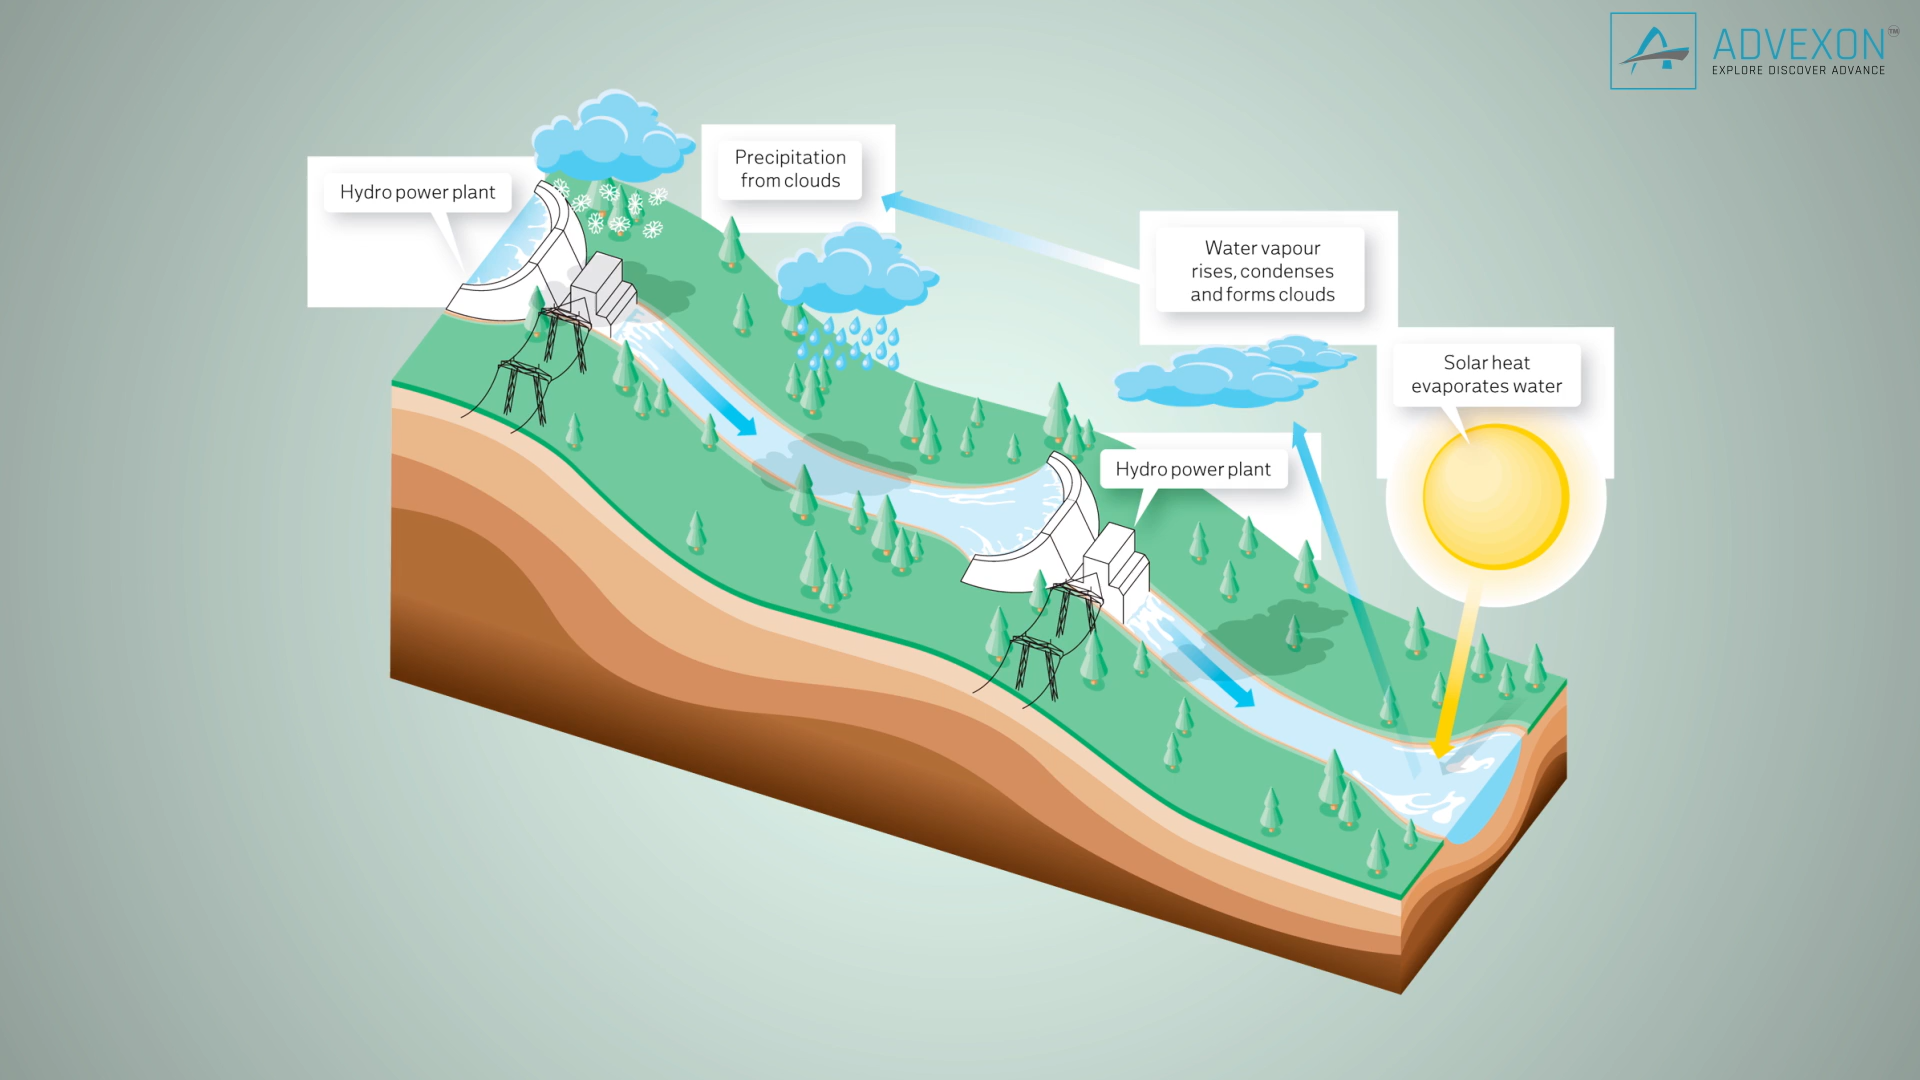 ADVEXON™
EXPLORE DISCOVER ADVANCE
Precipitation
from clouds
Hydro power plant
Water vapour
rises, condenses
and forms clouds
Solar heat
evaporates water
Hydro power plant